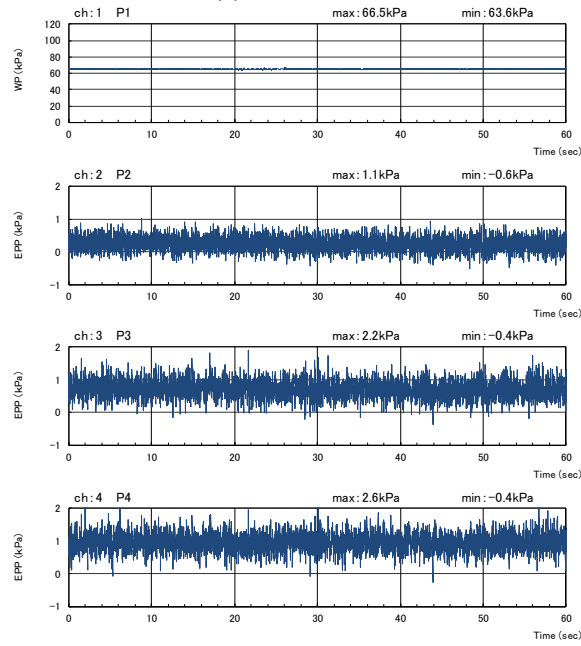 ch:1 P1 max:66.5kPa min:63.6kPa
WP (kPa)
120
100
80
60
40
20
0
0 10 20 30 40 50 60
Time (sec)
ch:2 P2 max:1.1kPa min:-0.6kPa
EPP (kPa)
2
1
0
-1
0 10 20 30 40 50 60
Time (sec)
ch:3 P3 max:2.2kPa min:-0.4kPa
EPP (kPa)
2
1
0
-1
0 10 20 30 40 50 60
Time (sec)
ch:4 P4 max:2.6kPa min:-0.4kPa
EPP (kPa)
2
1
0
-1
0 10 20 30 40 50 60
Time (sec)